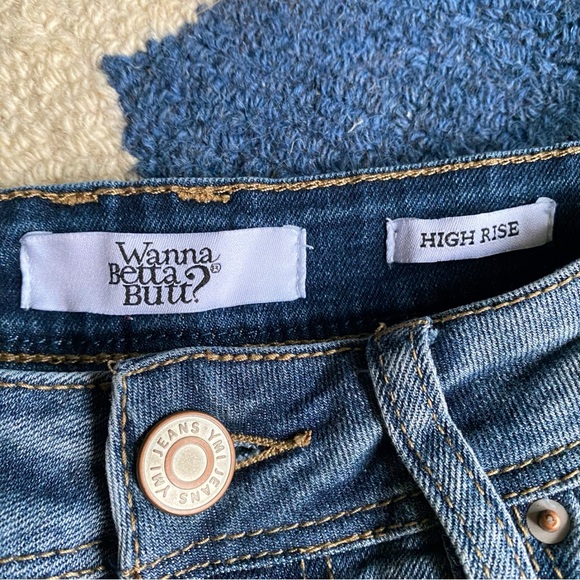 Wanna
Betta
Butt?®
HIGH RISE
YMI JEANS YMI JEANS